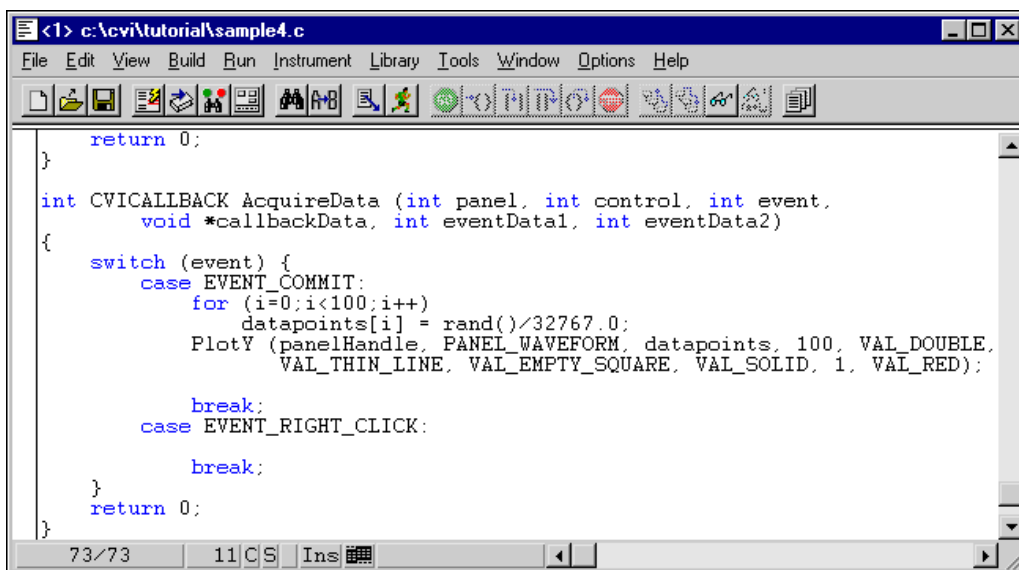 <1> c:\cvi\tutorial\sample4.c
File Edit View Build Run Instrument Library Tools Window Options Help
return 0;
}
int CVICALLBACK AcquireData (int panel, int control, int event,
void *callbackData, int eventData1, int eventData2)
{
switch (event) {
case EVENT_COMMIT:
for (i=0;i<100;i++)
datapoints[i] = rand()/32767.0;
PlotY (panelHandle, PANEL_WAVEFORM, datapoints, 100, VAL_DOUBLE,
VAL_THIN_LINE, VAL_EMPTY_SQUARE, VAL_SOLID, 1, VAL_RED);
break;
case EVENT_RIGHT_CLICK:
break;
}
return 0;
}
73/73 11 C S Ins